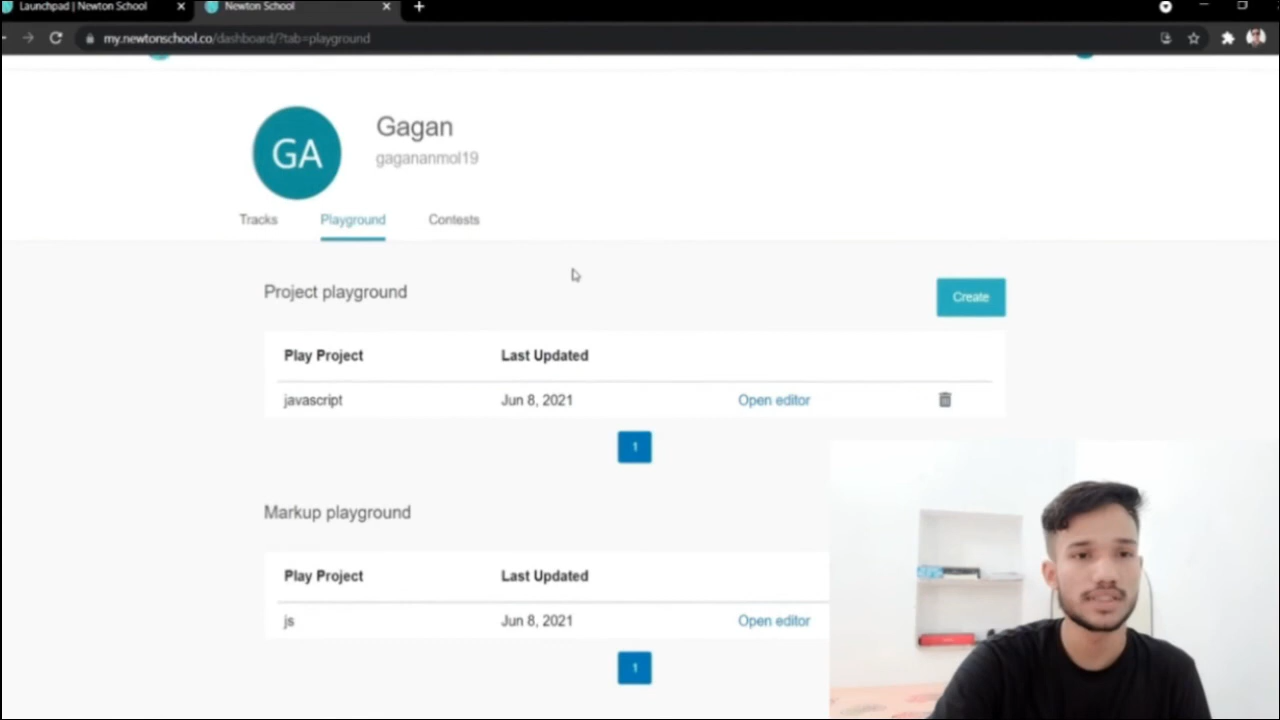 Launchpad | Newton School
Newton School
my.newtonschool.co/dashboard/?tab=playground
GA
Gagan
gagananmol19
Tracks Playground Contests
Project playground
Create
Play Project Last Updated
javascript Jun 8, 2021 Open editor
1
Markup playground
Play Project Last Updated
js Jun 8, 2021 Open editor
1